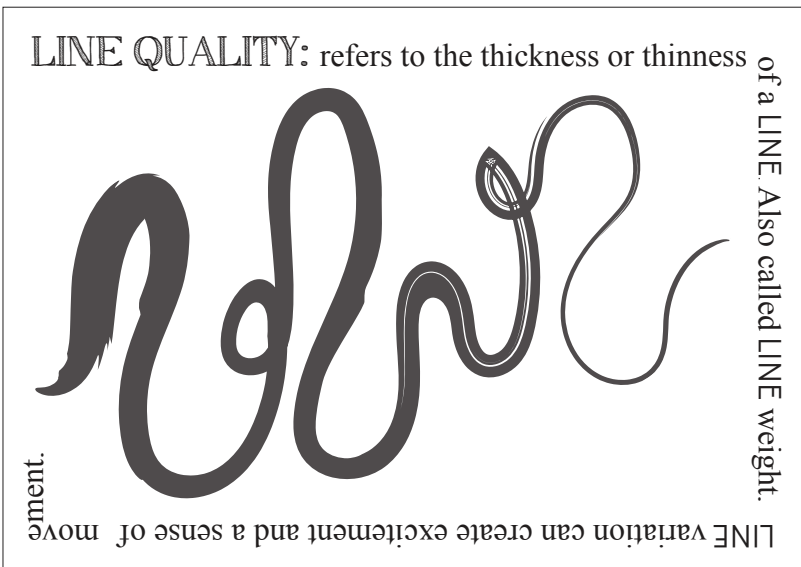 LINE QUALITY: refers to the thickness or thinness
of a LINE. Also called LINE weight.
LINE variation can create excitement and a sense of move
ment.